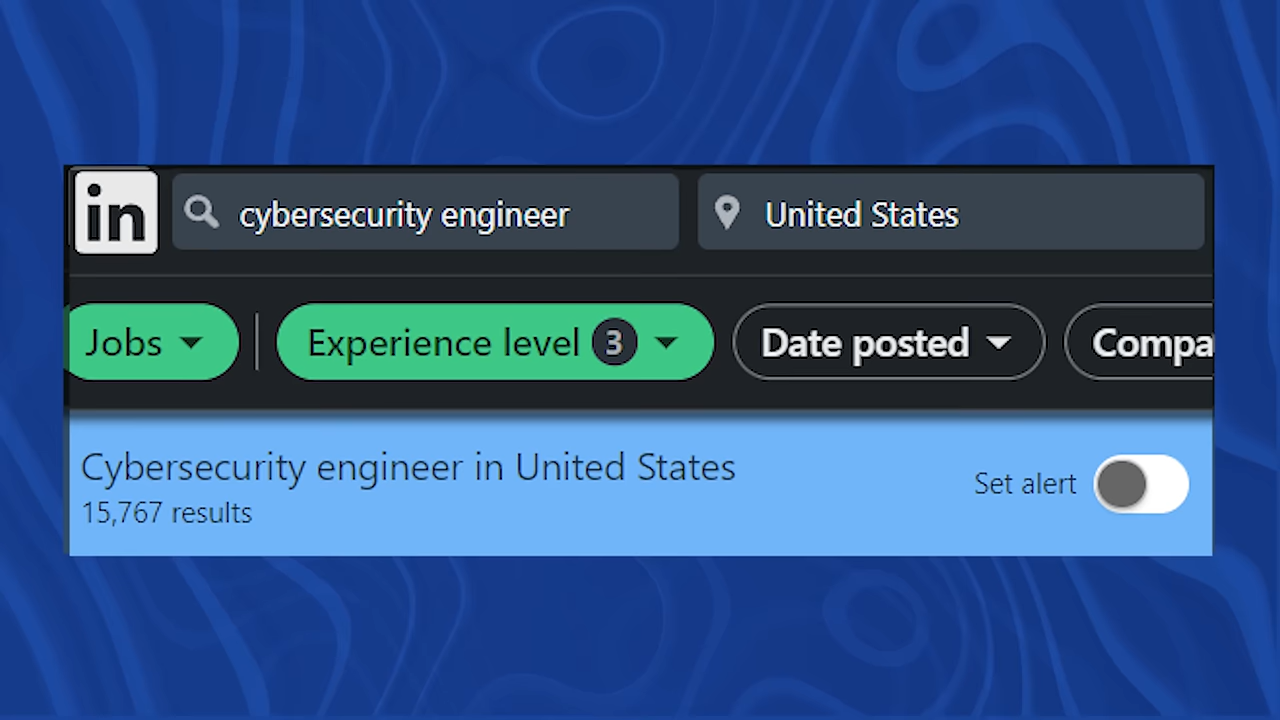 in
cybersecurity engineer
United States
Jobs
Experience level 3
Date posted
Compa
Cybersecurity engineer in United States
15,767 results
Set alert